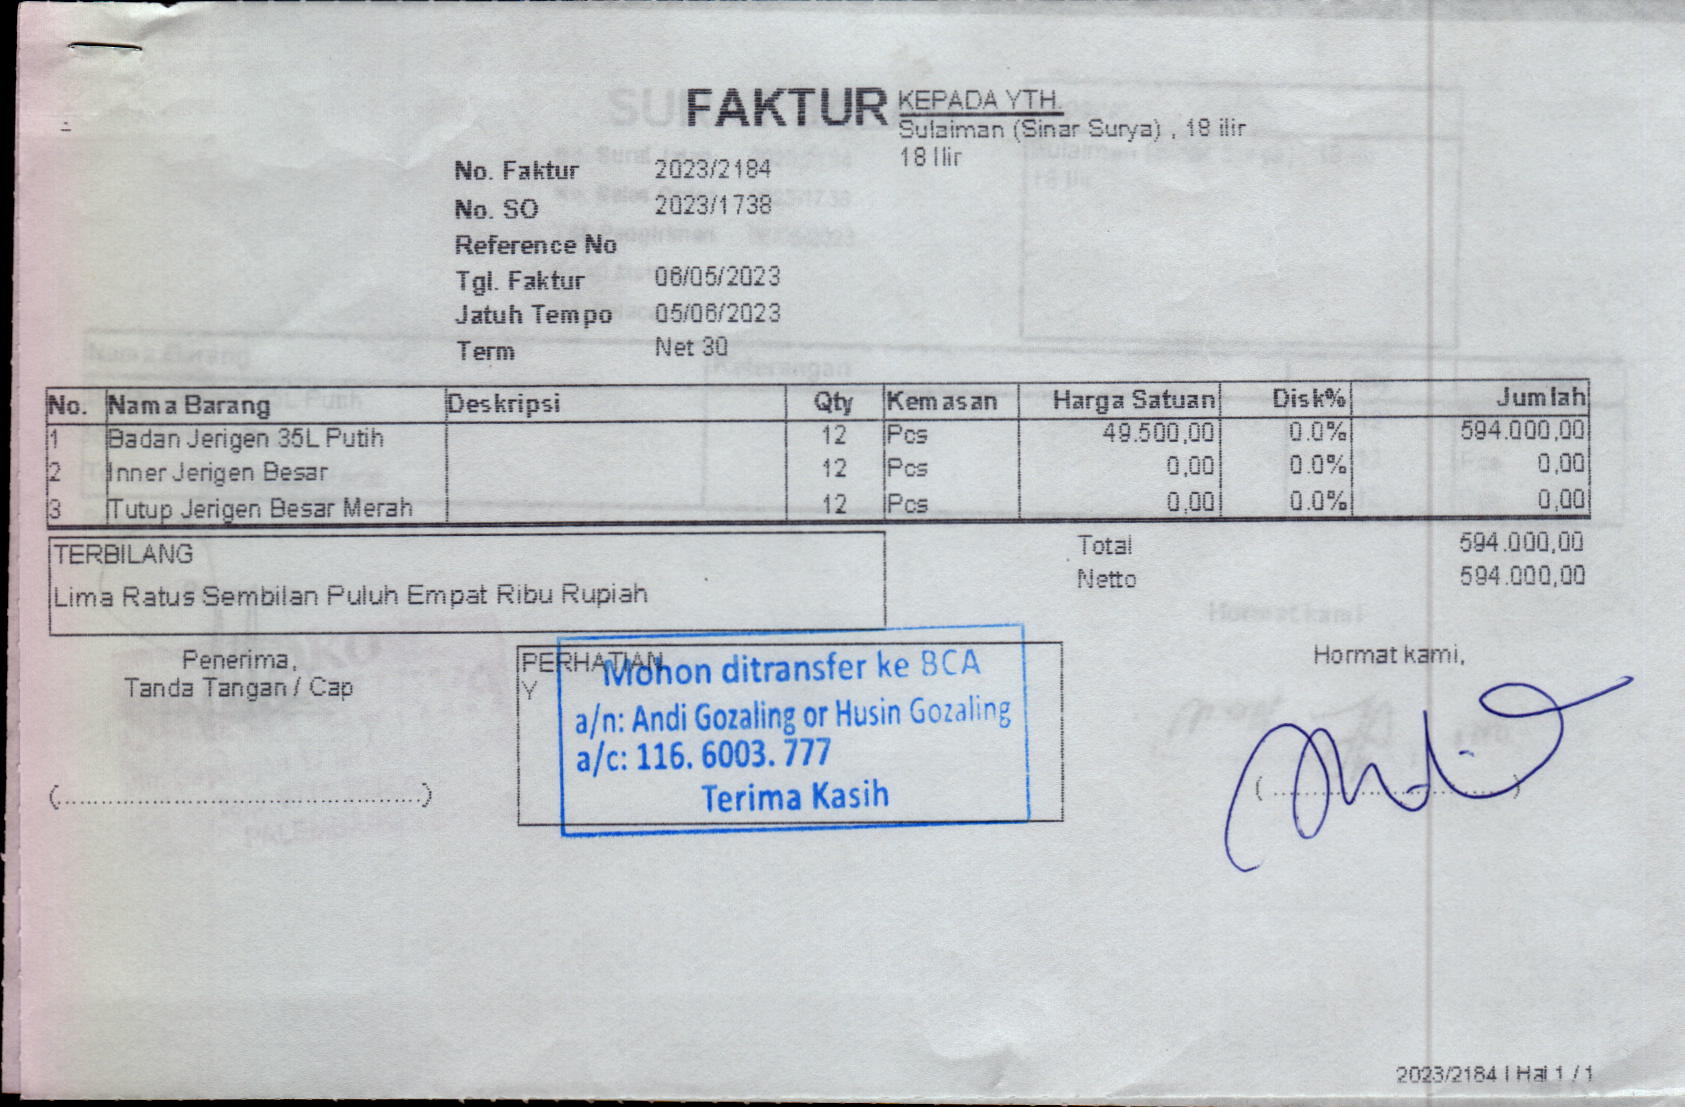 FAKTUR
KEPADA YTH.
Sulaiman (Sinar Surya) , 18 ilir
18 Ilir
No. Faktur 2023/2184
No. SO 2023/1738
Reference No
Tgl. Faktur 06/05/2023
Jatuh Tempo 05/06/2023
Term Net 30
No. Nama Barang Deskripsi Qty Kemasan Harga Satuan Disk% Jumlah
1 Badan Jerigen 35L Putih 12 Pcs 49.500,00 0.0% 594.000,00
2 Inner Jerigen Besar 12 Pcs 0,00 0.0% 0,00
3 Tutup Jerigen Besar Merah 12 Pcs 0,00 0.0% 0,00
TERBILANG
Lima Ratus Sembilan Puluh Empat Ribu Rupiah
Total 594.000,00
Netto 594.000,00
Penerima,
Tanda Tangan / Cap
PERHATIAN
Y
Mohon ditransfer ke BCA
a/n: Andi Gozaling or Husin Gozaling
a/c: 116. 6003. 777
Terima Kasih
Hormat kami,
2023/2184 | Hal 1 / 1